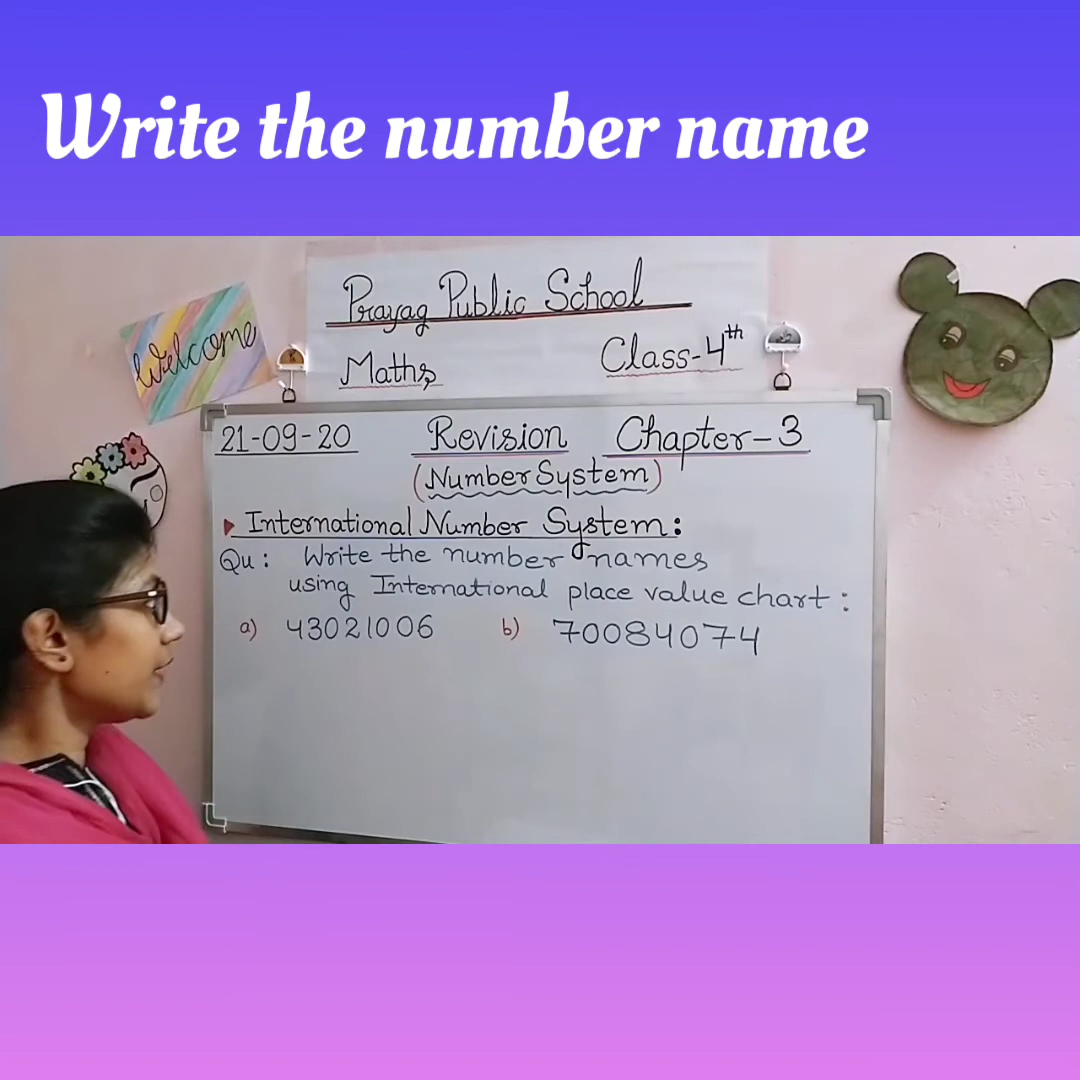 Write the number name
Prayag Public School
Welcome
Maths
Class-4th
21-09-20 Revision Chapter-3
(Number System)
International Number System:
Qu: Write the number names
using International place value chart:
a) 43021006 b) 70084074